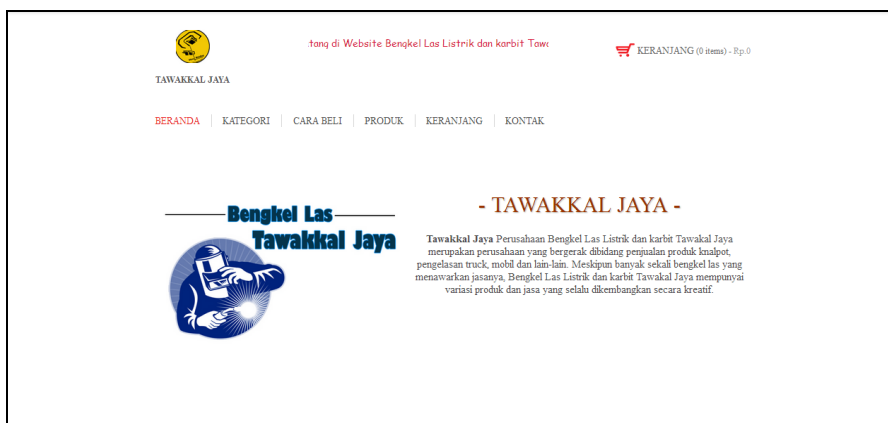 tang di Website Bengkel Las Listrik dan karbit Tawa
KERANJANG (0 items) - Rp.0
TAWAKKAL JAYA
BERANDA KATEGORI CARA BELI PRODUK KERANJANG KONTAK
Bengkel Las
Tawakkal Jaya
- TAWAKKAL JAYA -
Tawakkal Jaya Perusahaan Bengkel Las Listrik dan karbit Tawakal Jaya
merupakan perusahaan yang bergerak dibidang penjualan produk knalpot,
pengelasan truck, mobil dan lain-lain. Meskipun banyak sekali bengkel las yang
menawarkan jasanya, Bengkel Las Listrik dan karbit Tawakal Jaya mempunyai
variasi produk dan jasa yang selalu dikembangkan secara kreatif.